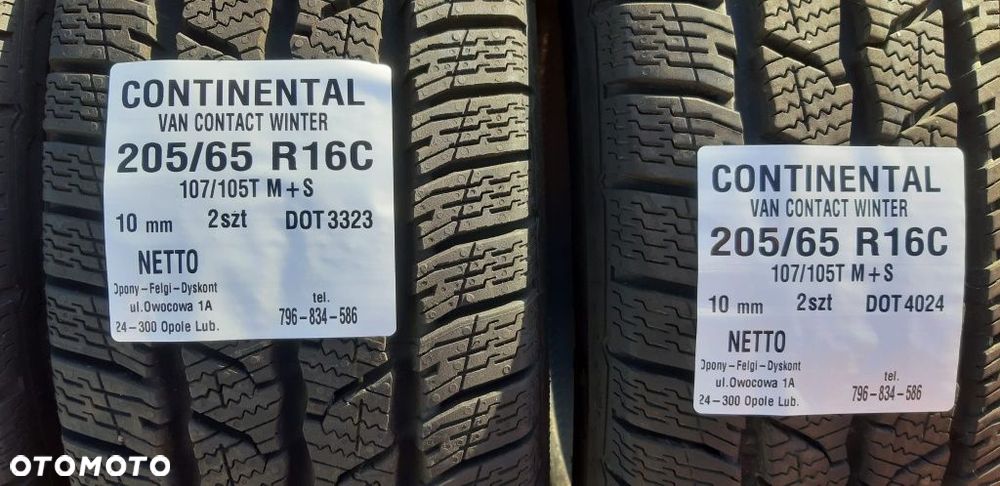 CONTINENTAL
VAN CONTACT WINTER
205/65 R16C
107/105T M+S
10 mm 2szt DOT 3323
NETTO
Opony-Felgi-Dyskont
ul.Owocowa 1A
24-300 Opole Lub.
tel.
796-834-586
CONTINENTAL
VAN CONTACT WINTER
205/65 R16C
107/105T M+S
10 mm 2szt DOT 4024
NETTO
Opony-Felgi-Dyskont
ul.Owocowa 1A
24-300 Opole Lub.
tel.
796-834-586
OTOMOTO